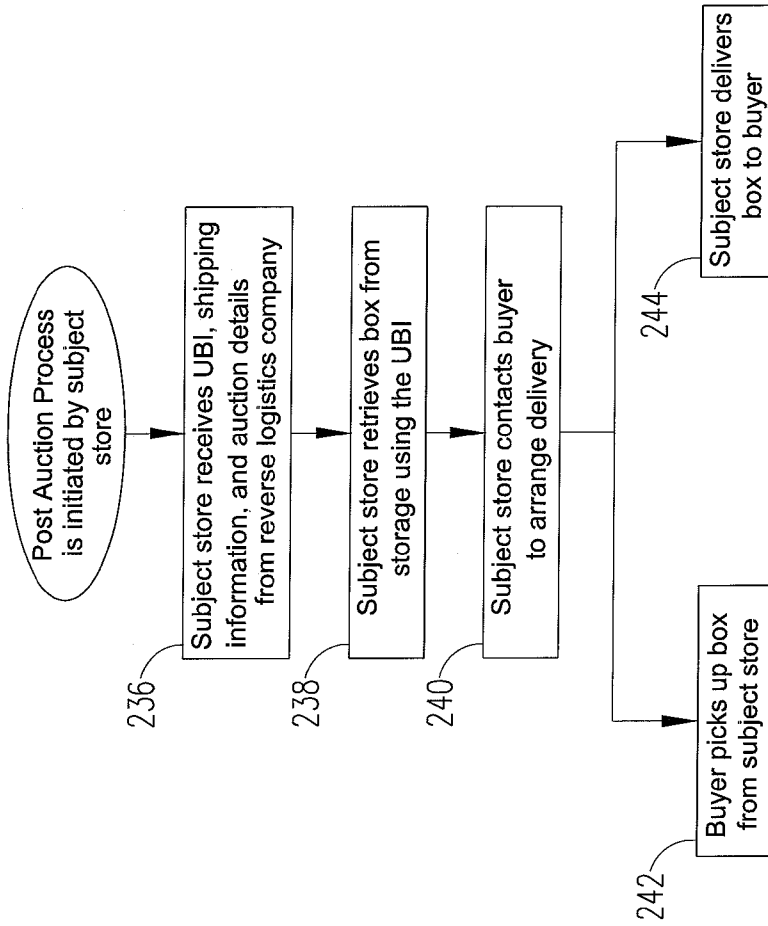 Post Auction Process
is initiated by subject
store
236
Subject store receives UBI, shipping
information, and auction details
from reverse logistics company
238
Subject store retrieves box from
storage using the UBI
240
Subject store contacts buyer
to arrange delivery
242
Buyer picks up box
from subject store
244
Subject store delivers
box to buyer